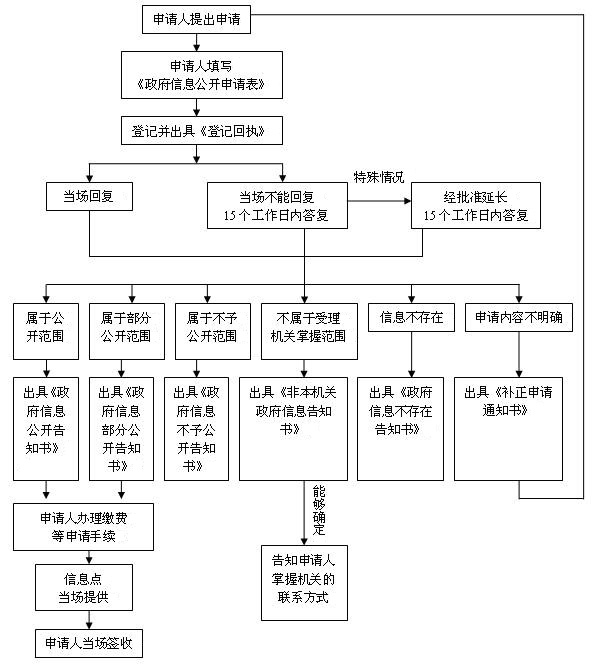 申请人提出申请
申请人填写
《政府信息公开申请表》
登记并出具《登记回执》
当场回复
当场不能回复
15个工作日内答复
特殊情况
经批准延长
15个工作日内答复
属于公
开范围
属于部分
公开范围
属于不予
公开范围
不属于受理
机关掌握范围
信息不存在
申请内容不明确
出具《政
府信息
公开告
知书》
出具《政
府信息
部分公
开告知
书》
出具《政
府信息
不予公
开告知
书》
出具《非本机关
政府信息告知
书》
出具《政府
信息不存在
告知书》
出具《补正申请
通知书》
能
够
确
定
申请人办理缴费
等申请手续
告知申请人
掌握机关的
联系方式
信息点
当场提供
申请人当场签收